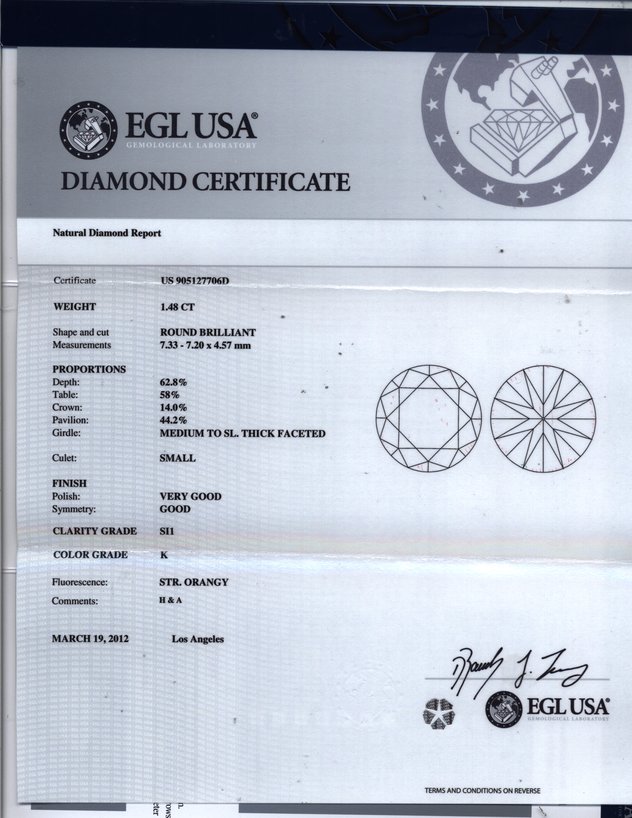 EGL USA®
GEMOLOGICAL LABORATORY
DIAMOND CERTIFICATE
Natural Diamond Report
Certificate US 905127706D
WEIGHT 1.48 CT
Shape and cut ROUND BRILLIANT
Measurements 7.33 - 7.20 x 4.57 mm
PROPORTIONS
Depth: 62.8%
Table: 58%
Crown: 14.0%
Pavilion: 44.2%
Girdle: MEDIUM TO SL. THICK FACETED
Culet: SMALL
FINISH
Polish: VERY GOOD
Symmetry: GOOD
CLARITY GRADE SI1
COLOR GRADE K
Fluorescence: STR. ORANGY
Comments: H & A
MARCH 19, 2012 Los Angeles
EGL USA®
GEMOLOGICAL LABORATORY
TERMS AND CONDITIONS ON REVERSE